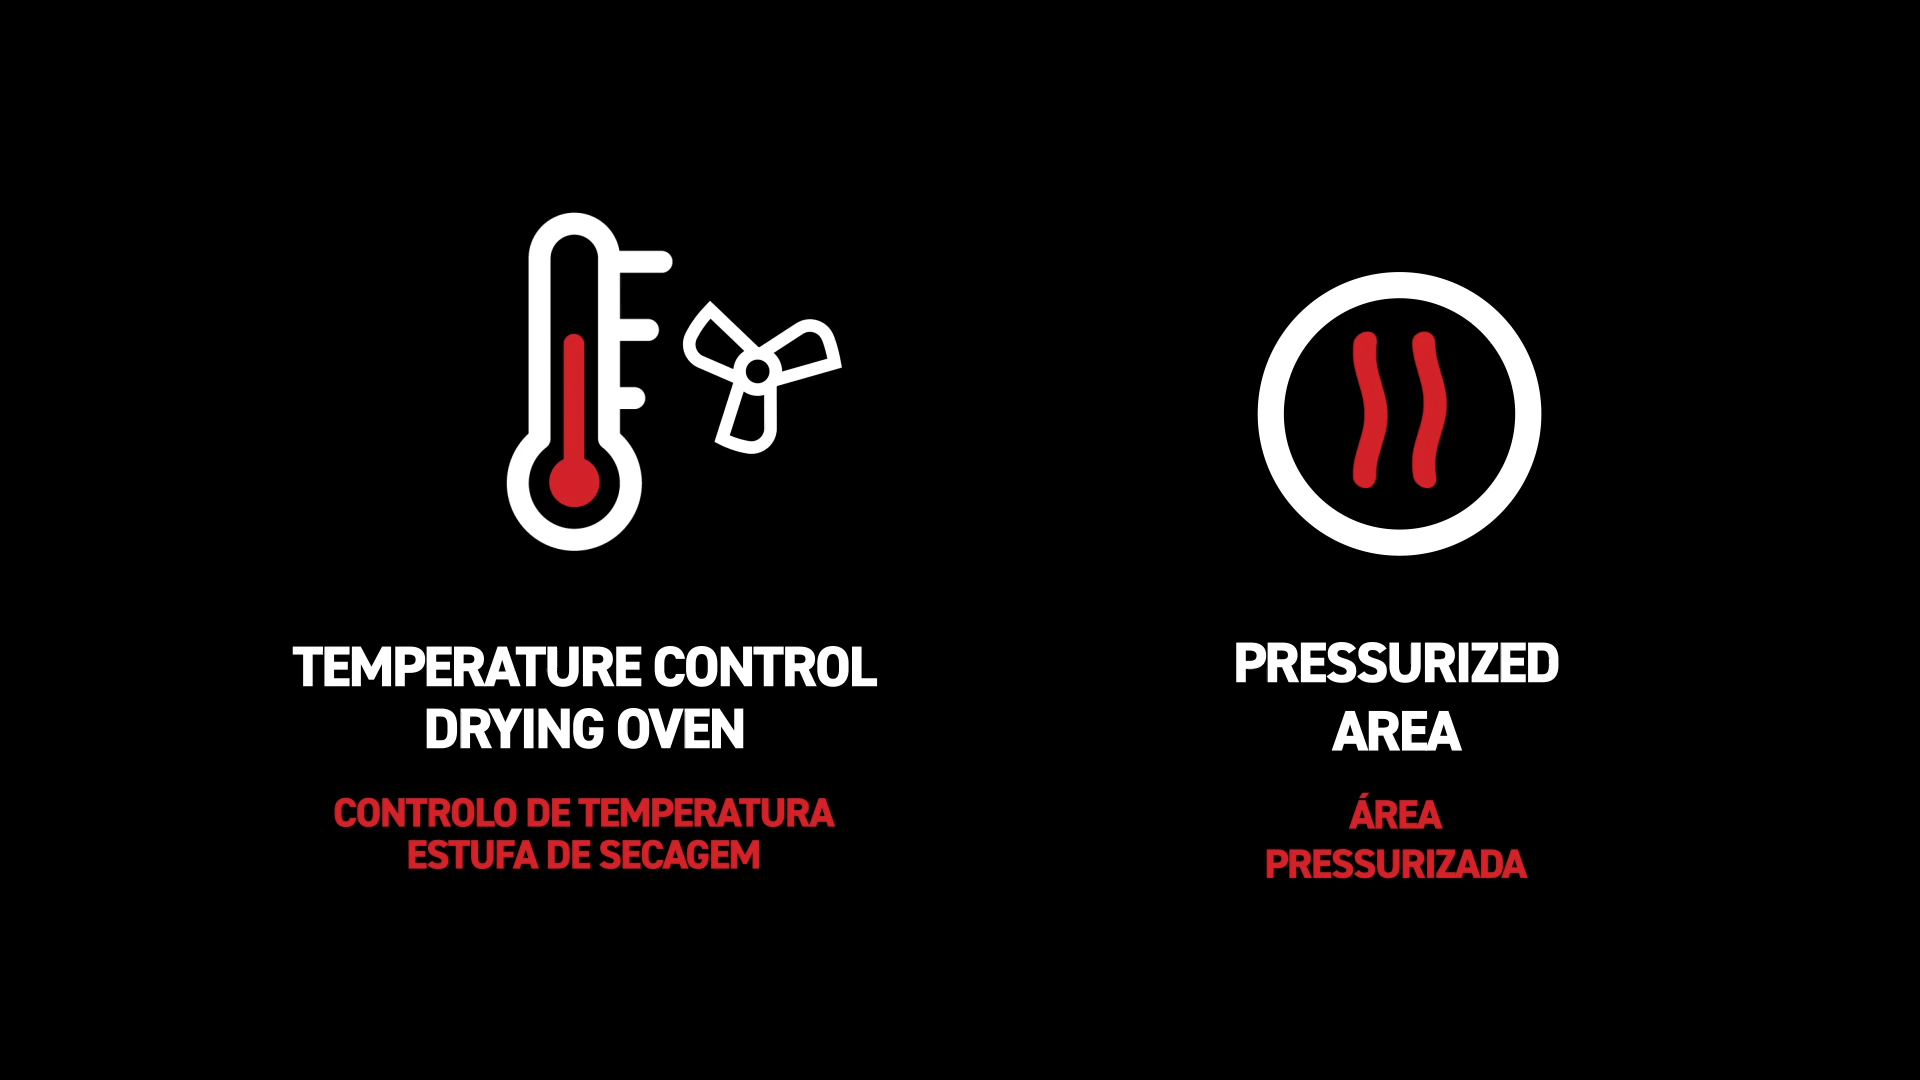 TEMPERATURE CONTROL
DRYING OVEN
CONTROLO DE TEMPERATURA
ESTUFA DE SECAGEM
PRESSURIZED
AREA
ÁREA
PRESSURIZADA